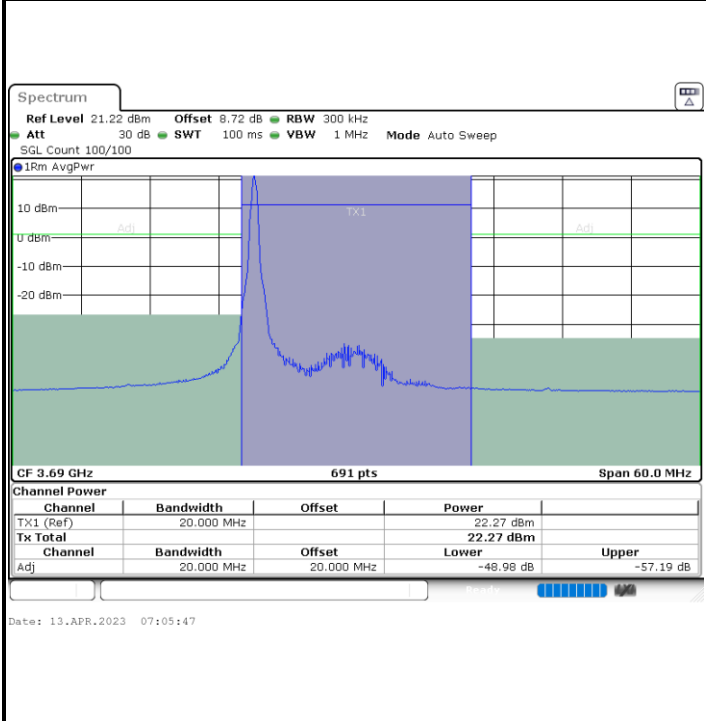 Spectrum
Ref Level 21.22 dBm Offset 8.72 dB RBW 300 kHz
Att 30 dB SWT 100 ms VBW 1 MHz Mode Auto Sweep
SGL Count 100/100
1Rm AvgPwr
10 dBm
TX1
Adj Adj
0 dBm
-10 dBm
-20 dBm
CF 3.69 GHz 691 pts Span 60.0 MHz
Channel Power
Channel Bandwidth Offset Power
TX1 (Ref) 20.000 MHz 22.27 dBm
Tx Total 22.27 dBm
Channel Bandwidth Offset Lower Upper
Adj 20.000 MHz 20.000 MHz -48.98 dB -57.19 dB
Ready
Date: 13.APR.2023 07:05:47